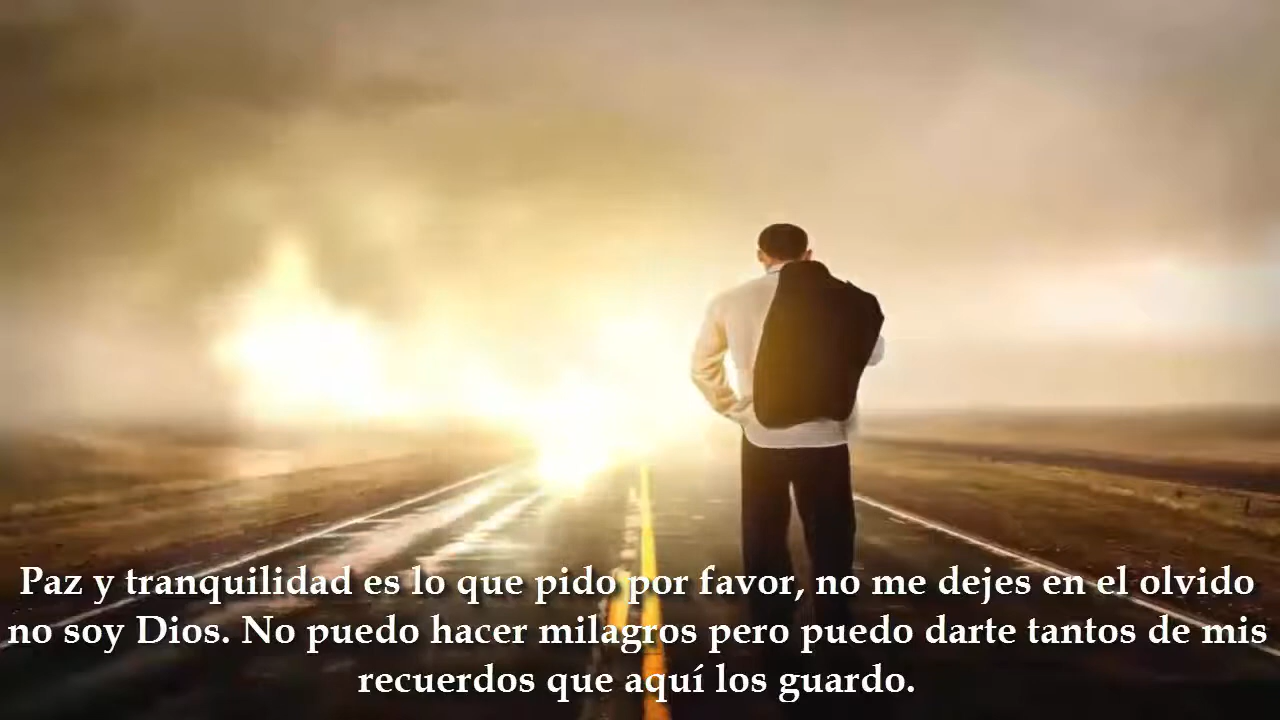 Paz y tranquilidad es lo que pido por favor, no me dejes en el olvido
no soy Dios. No puedo hacer milagros pero puedo darte tantos de mis
recuerdos que aquí los guardo.